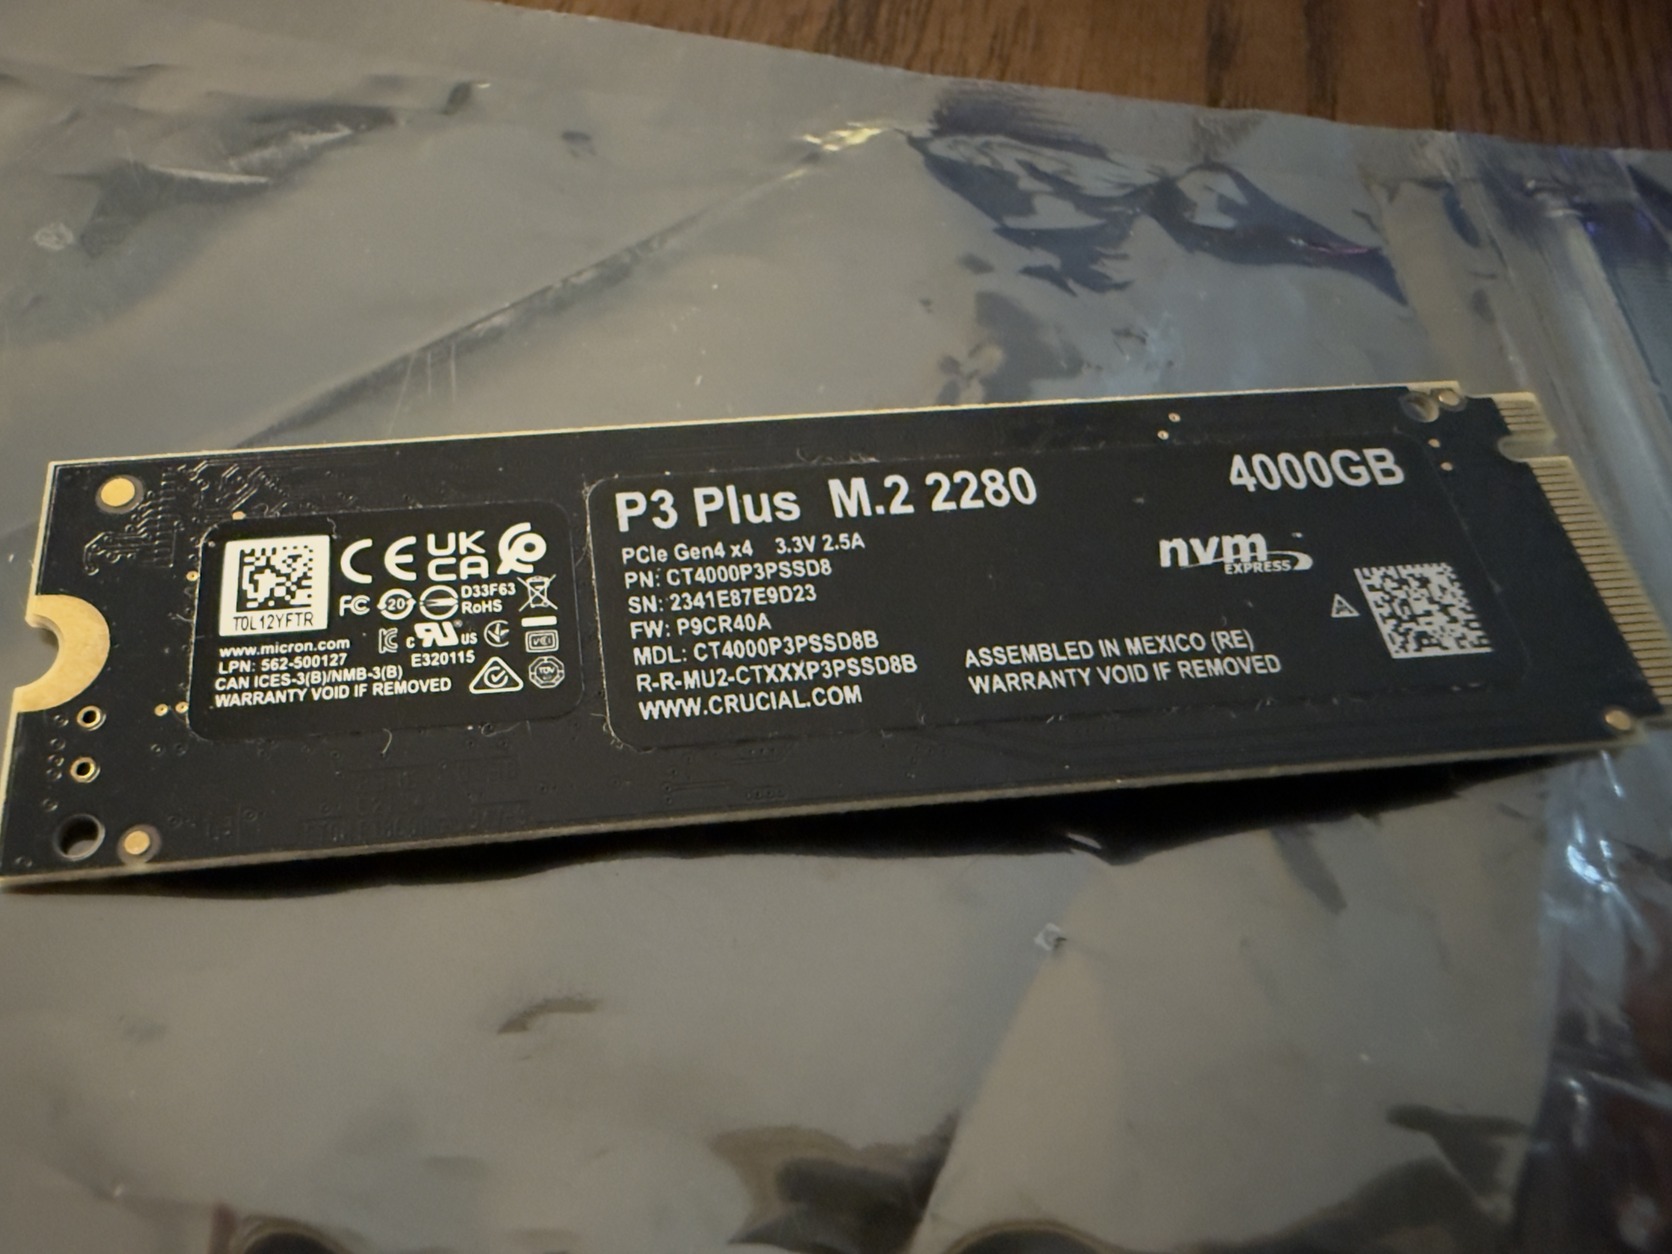 P3 Plus M.2 2280
4000GB
PCIe Gen4 x4 3.3V 2.5A
PN: CT4000P3PSSD8
SN: 2341E87E9D23
FW: P9CR40A
MDL: CT4000P3PSSD8B
R-R-MU2-CTXXXP3PSSD8B
WWW.CRUCIAL.COM
nvm
EXPRESS
ASSEMBLED IN MEXICO (RE)
WARRANTY VOID IF REMOVED
CE UK
CA
FC 20 D33F63
RoHS
T0L12YFTR
c US
E320115
www.micron.com
LPN: 562-500127
CAN ICES-3(B)/NMB-3(B)
WARRANTY VOID IF REMOVED